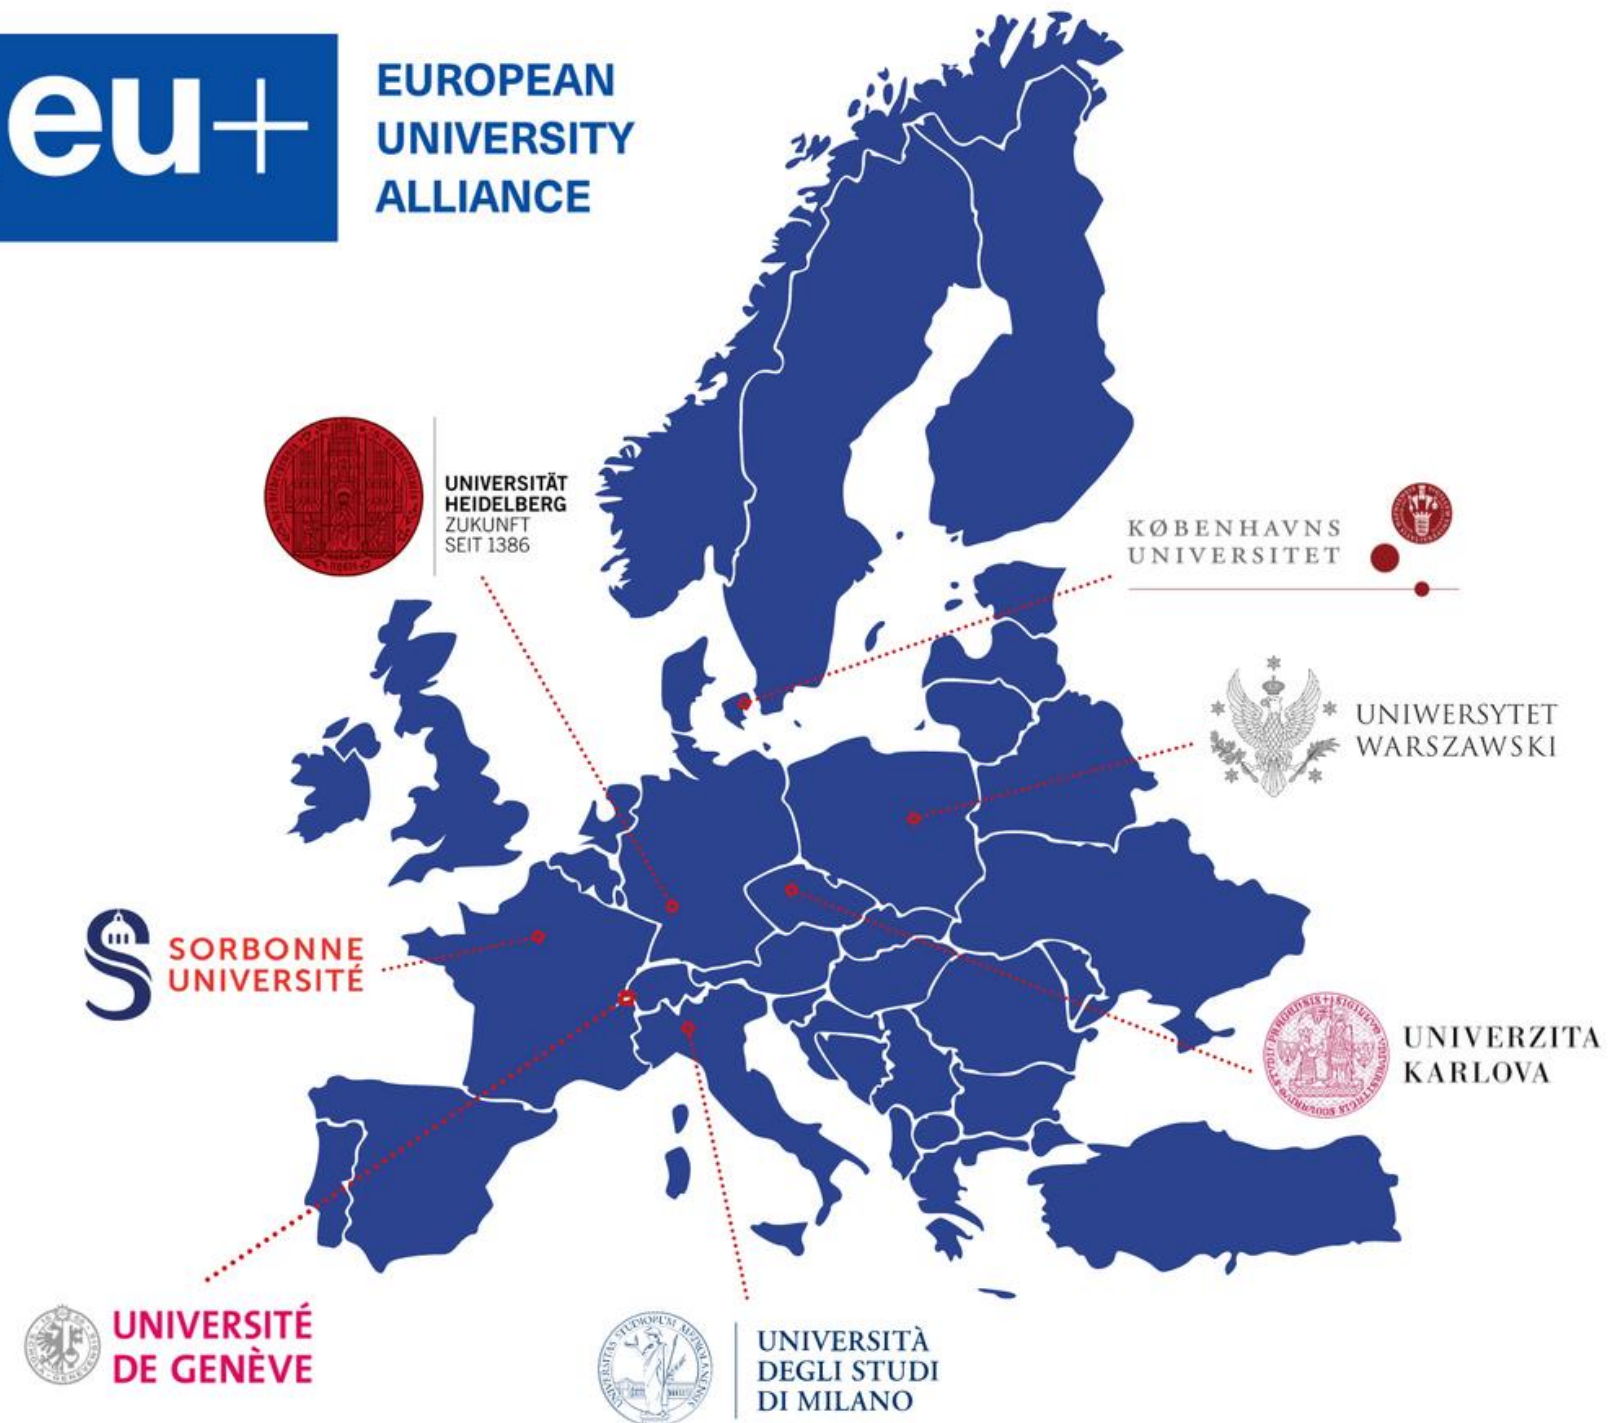 eu+
EUROPEAN
UNIVERSITY
ALLIANCE
UNIVERSITÄT
HEIDELBERG
ZUKUNFT
SEIT 1386
KØBENHAVNS
UNIVERSITET
UNIWERSYTET
WARSZAWSKI
SORBONNE
UNIVERSITÉ
UNIVERZITA
KARLOVA
UNIVERSITÉ
DE GENÈVE
UNIVERSITÀ
DEGLI STUDI
DI MILANO